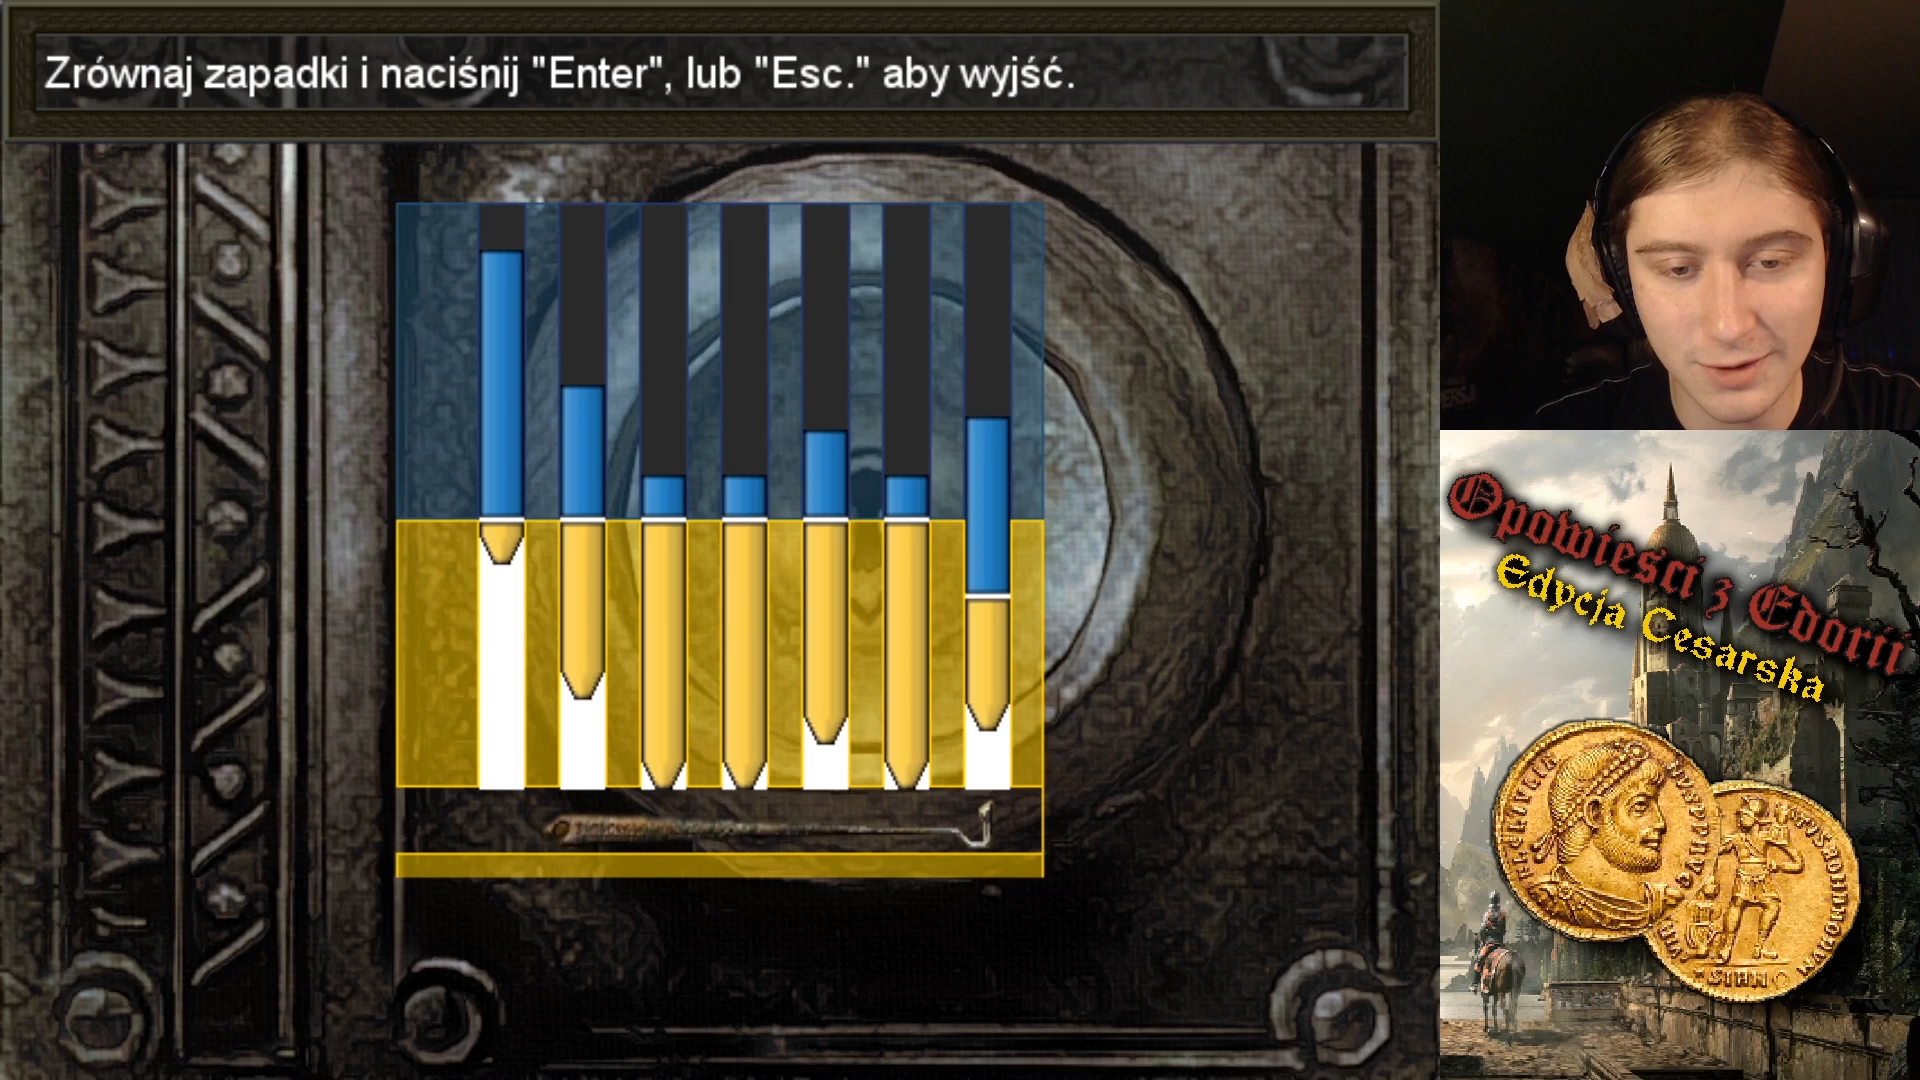 Zrównaj zapadki i naciśnij "Enter", lub "Esc." aby wyjść.
Opowieści z Edorii
Edycja Cesarska